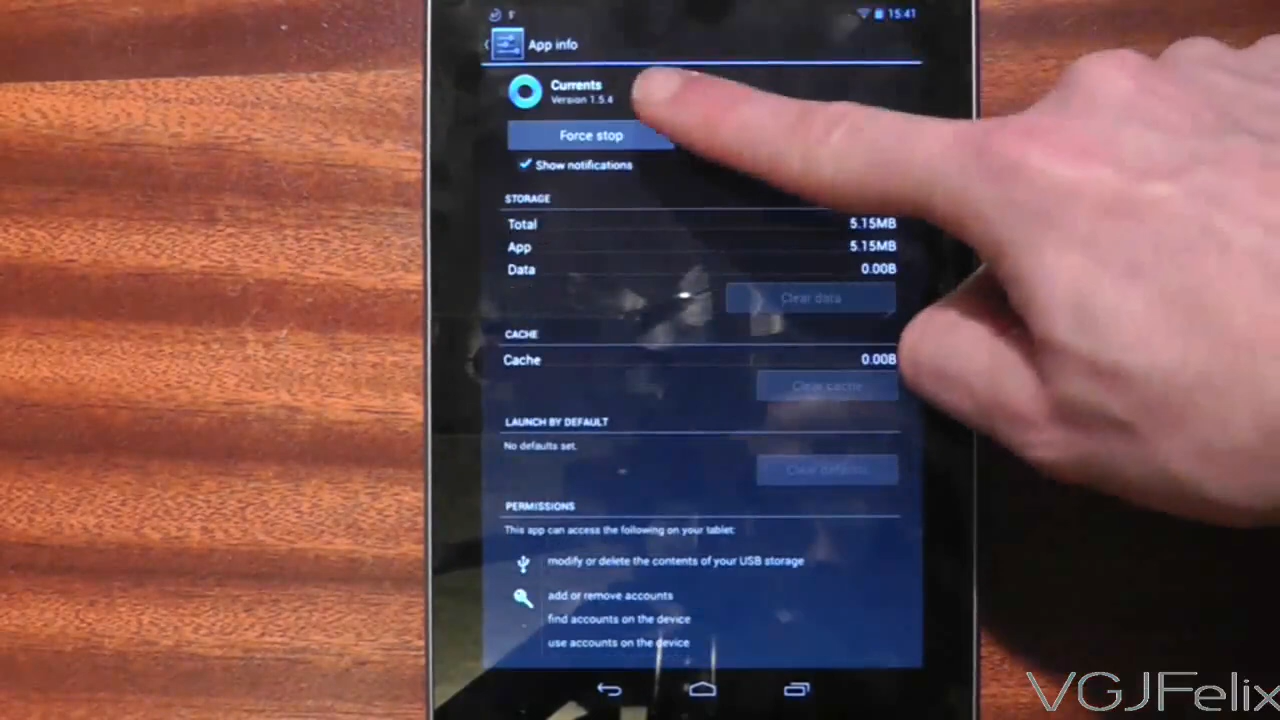 15:41
App info
Currents
Version 1.5.4
Force stop
Show notifications
STORAGE
Total 5.15MB
App 5.15MB
Data 0.00B
Clear data
CACHE
Cache 0.00B
Clear cache
LAUNCH BY DEFAULT
No defaults set.
Clear defaults
PERMISSIONS
This app can access the following on your tablet:
modify or delete the contents of your USB storage
add or remove accounts
find accounts on the device
use accounts on the device
VGJFelix